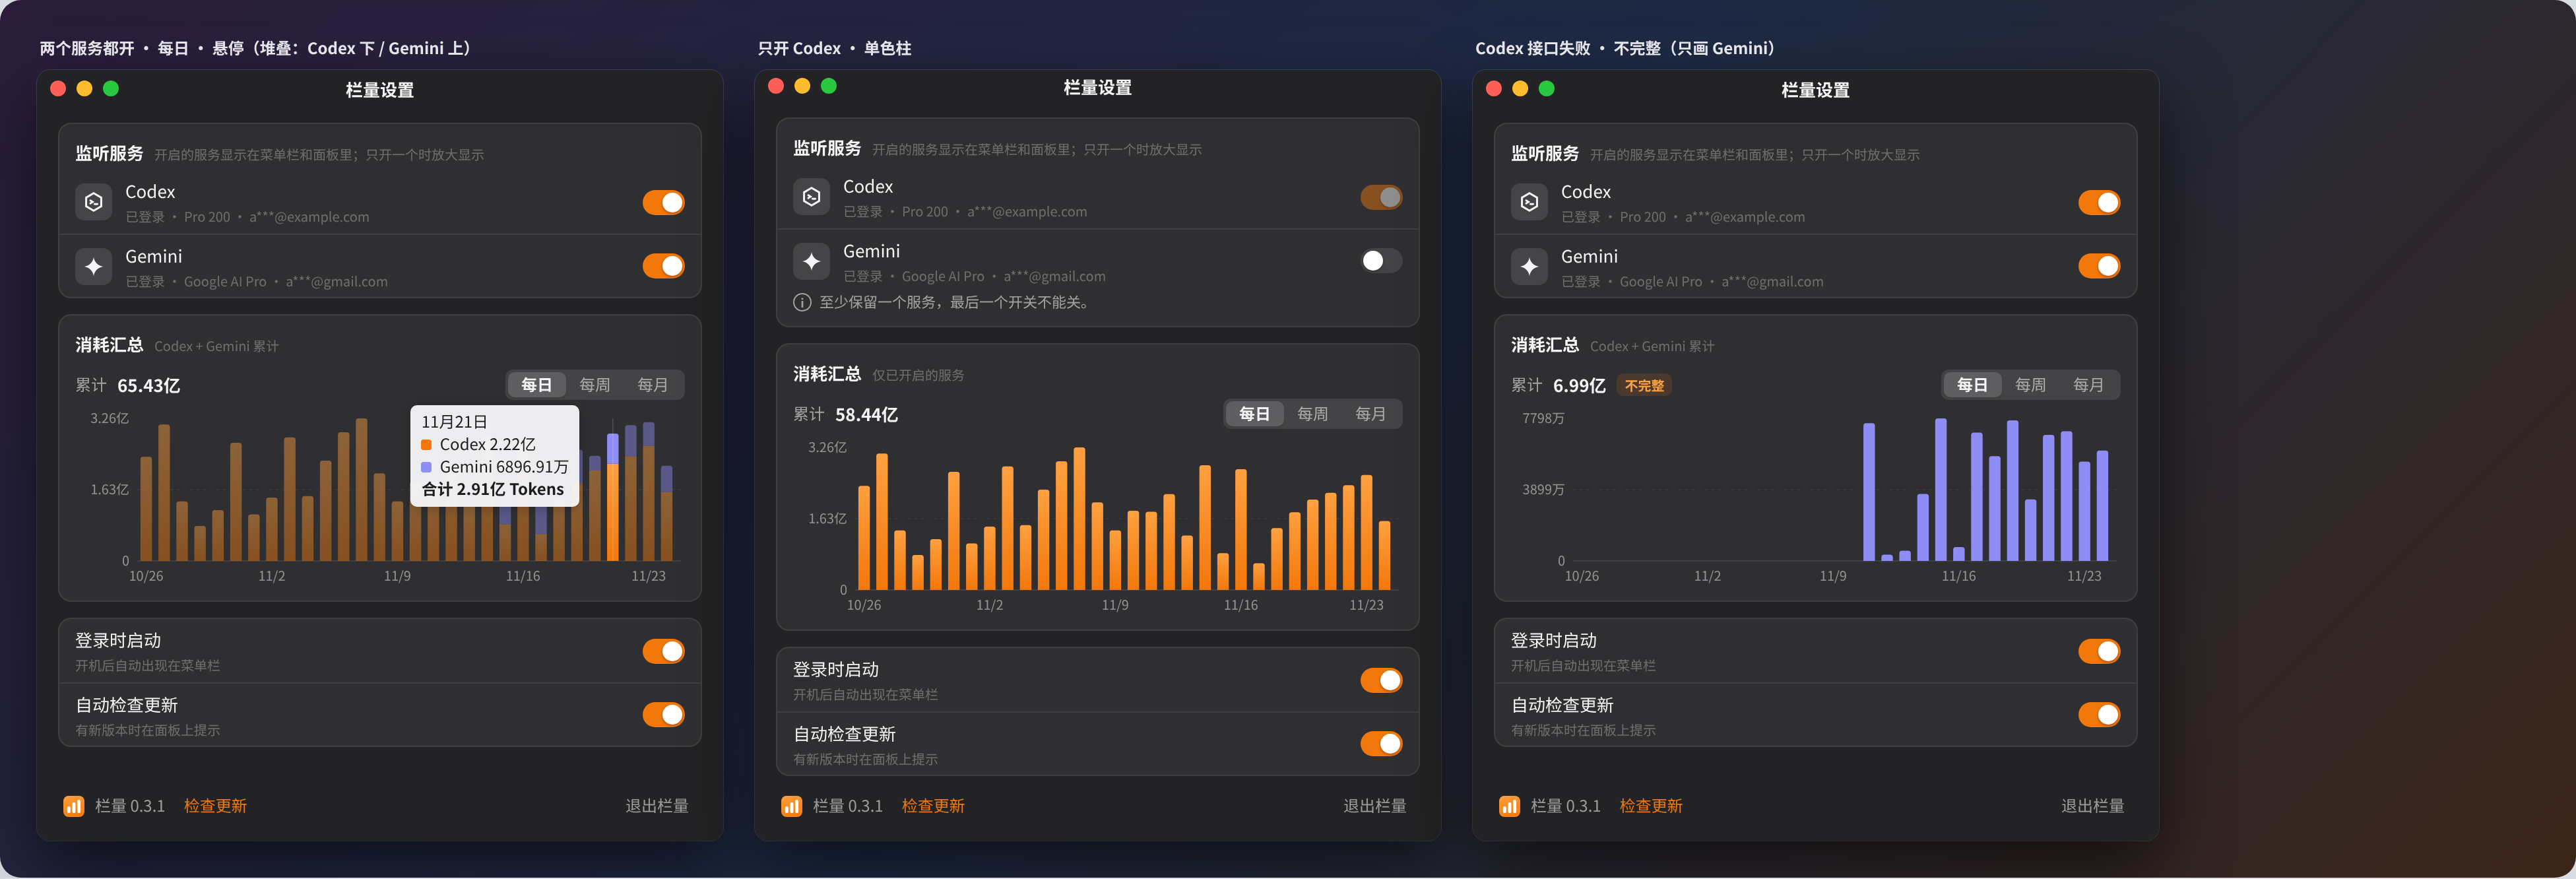 两个服务都开 · 每日 · 悬停（堆叠：Codex 下 / Gemini 上）
栏量设置
监听服务 开启的服务显示在菜单栏和面板里；只开一个时放大显示
Codex
已登录 · Pro 200 · a***@example.com
Gemini
已登录 · Google AI Pro · a***@gmail.com
消耗汇总 Codex + Gemini 累计
累计 65.43亿 每日 每周 每月
3.26亿
1.63亿
0
11月21日
Codex 2.22亿
Gemini 6896.91万
合计 2.91亿 Tokens
10/26 11/2 11/9 11/16 11/23
登录时启动
开机后自动出现在菜单栏
自动检查更新
有新版本时在面板上提示
栏量 0.3.1 检查更新 退出栏量
只开 Codex · 单色柱
栏量设置
监听服务 开启的服务显示在菜单栏和面板里；只开一个时放大显示
Codex
已登录 · Pro 200 · a***@example.com
Gemini
已登录 · Google AI Pro · a***@gmail.com
至少保留一个服务，最后一个开关不能关。
消耗汇总 仅已开启的服务
累计 58.44亿 每日 每周 每月
3.26亿
1.63亿
0
10/26 11/2 11/9 11/16 11/23
登录时启动
开机后自动出现在菜单栏
自动检查更新
有新版本时在面板上提示
栏量 0.3.1 检查更新 退出栏量
Codex 接口失败 · 不完整（只画 Gemini）
栏量设置
监听服务 开启的服务显示在菜单栏和面板里；只开一个时放大显示
Codex
已登录 · Pro 200 · a***@example.com
Gemini
已登录 · Google AI Pro · a***@gmail.com
消耗汇总 Codex + Gemini 累计
累计 6.99亿 不完整 每日 每周 每月
7798万
3899万
0
10/26 11/2 11/9 11/16 11/23
登录时启动
开机后自动出现在菜单栏
自动检查更新
有新版本时在面板上提示
栏量 0.3.1 检查更新 退出栏量